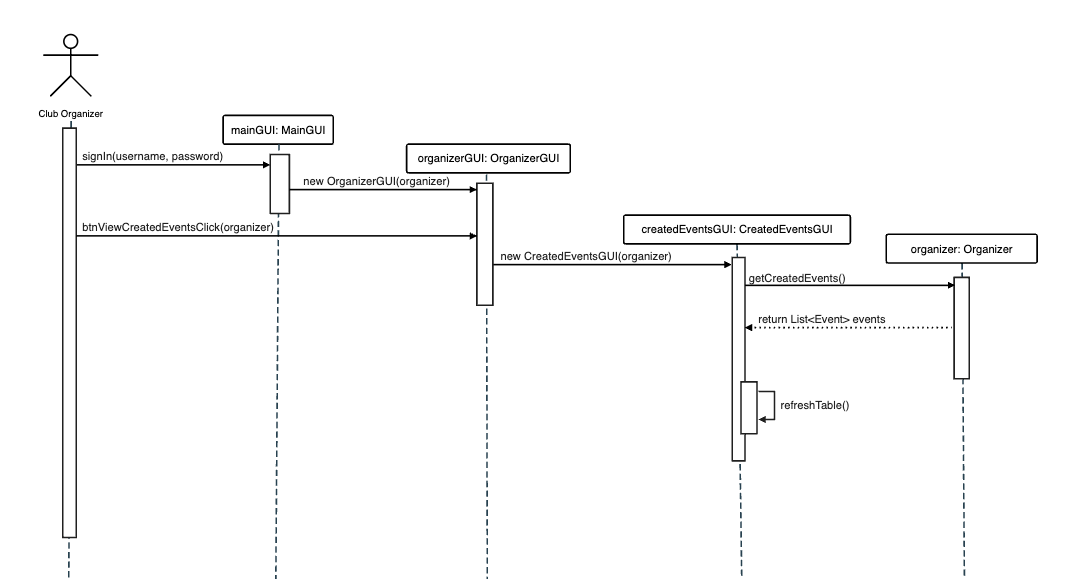 Club Organizer
mainGUI: MainGUI
signIn(username, password)
organizerGUI: OrganizerGUI
new OrganizerGUI(organizer)
btnViewCreatedEventsClick(organizer)
createdEventsGUI: CreatedEventsGUI
organizer: Organizer
new CreatedEventsGUI(organizer)
getCreatedEvents()
return List<Event> events
refreshTable()